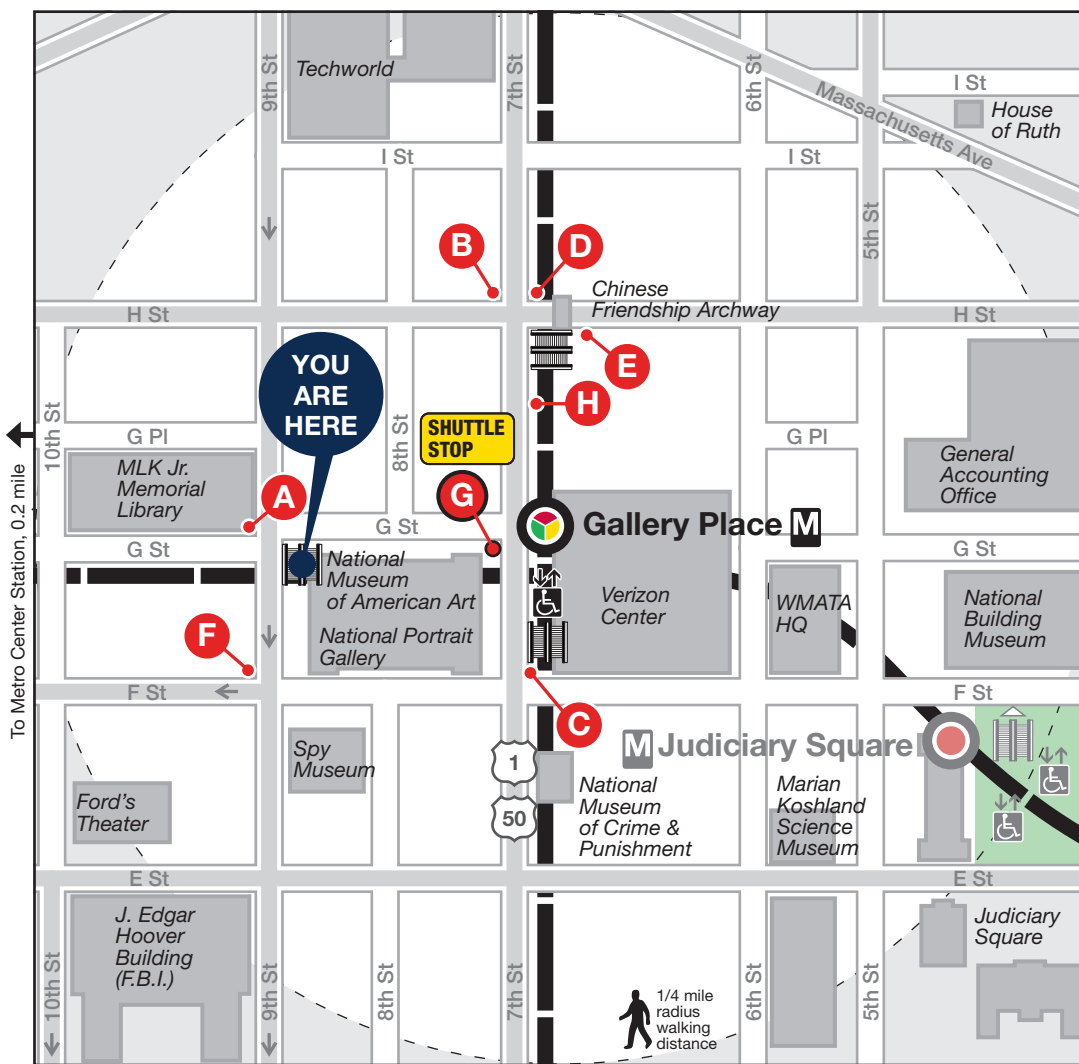 Techworld
9th St
7th St
6th St
I St
Massachusetts Ave
House
of Ruth
I St
I St
5th St
B
D
Chinese
Friendship Archway
H St
H St
E
YOU
ARE
HERE
H
10th St
8th St
SHUTTLE
STOP
G Pl
G Pl
MLK Jr.
Memorial
Library
A
G
General
Accounting
Office
To Metro Center Station, 0.2 mile
G St
Gallery Place M
G St
G St
National
Museum
of American Art
National Portrait
Gallery
Verizon
Center
WMATA
HQ
National
Building
Museum
F
F St
F St
C
M Judiciary Square
Spy
Museum
1
50
Ford's
Theater
National
Museum
of Crime &
Punishment
Marian
Koshland
Science
Museum
E St
E St
J. Edgar
Hoover
Building
(F.B.I.)
Judiciary
Square
10th St
9th St
8th St
7th St
6th St
5th St
1/4 mile
radius
walking
distance